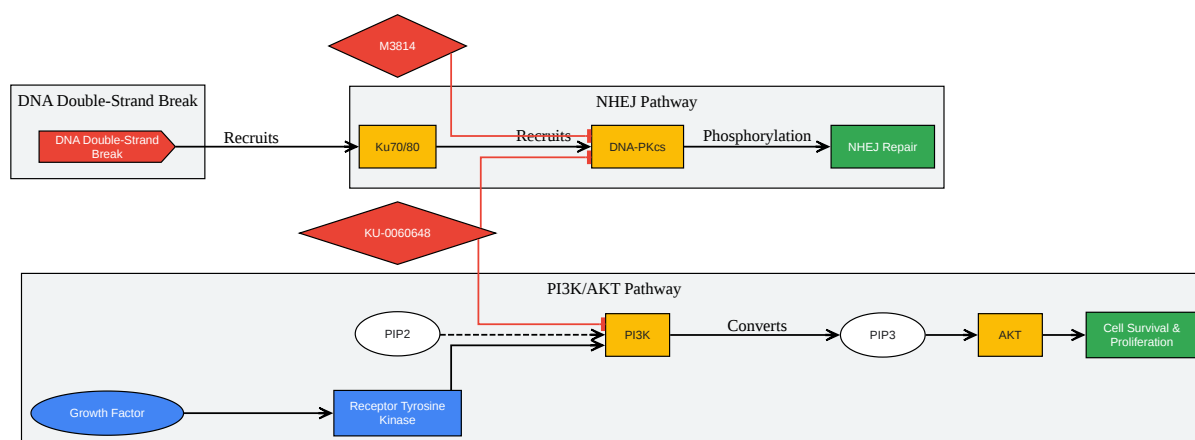 M3814
DNA Double-Strand Break
NHEJ Pathway
DNA Double-Strand
Break
Recruits
Ku70/80
Recruits
DNA-PKcs
Phosphorylation
NHEJ Repair
KU-0060648
PI3K/AKT Pathway
PIP2
PI3K
Converts
PIP3
AKT
Cell Survival &
Proliferation
Growth Factor
Receptor Tyrosine
Kinase